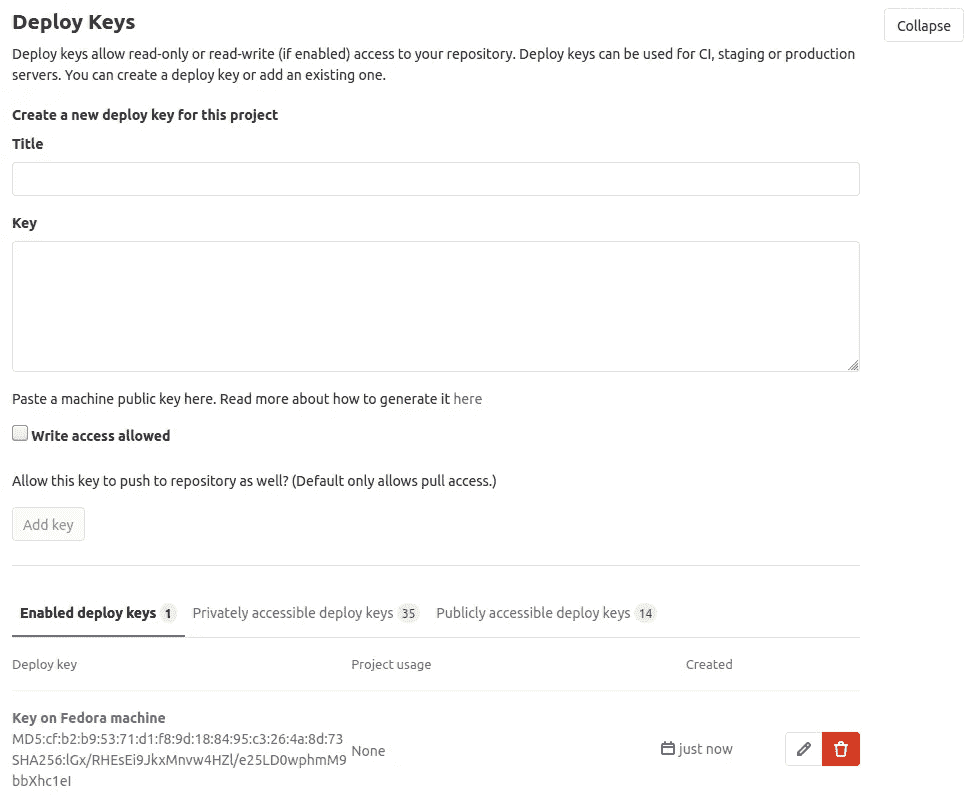 Deploy Keys
Collapse
Deploy keys allow read-only or read-write (if enabled) access to your repository. Deploy keys can be used for CI, staging or production
servers. You can create a deploy key or add an existing one.
Create a new deploy key for this project
Title
Key
Paste a machine public key here. Read more about how to generate it here
Write access allowed
Allow this key to push to repository as well? (Default only allows pull access.)
Add key
Enabled deploy keys 1 Privately accessible deploy keys 35 Publicly accessible deploy keys 14
Deploy key Project usage Created
Key on Fedora machine
MD5:cf:b2:b9:53:71:d1:f8:9d:18:84:95:c3:26:4a:8d:73
SHA256:lGx/RHEsEi9JkxMnvw4HZl/e25LD0wphmM9
bbXhc1eI
None
just now